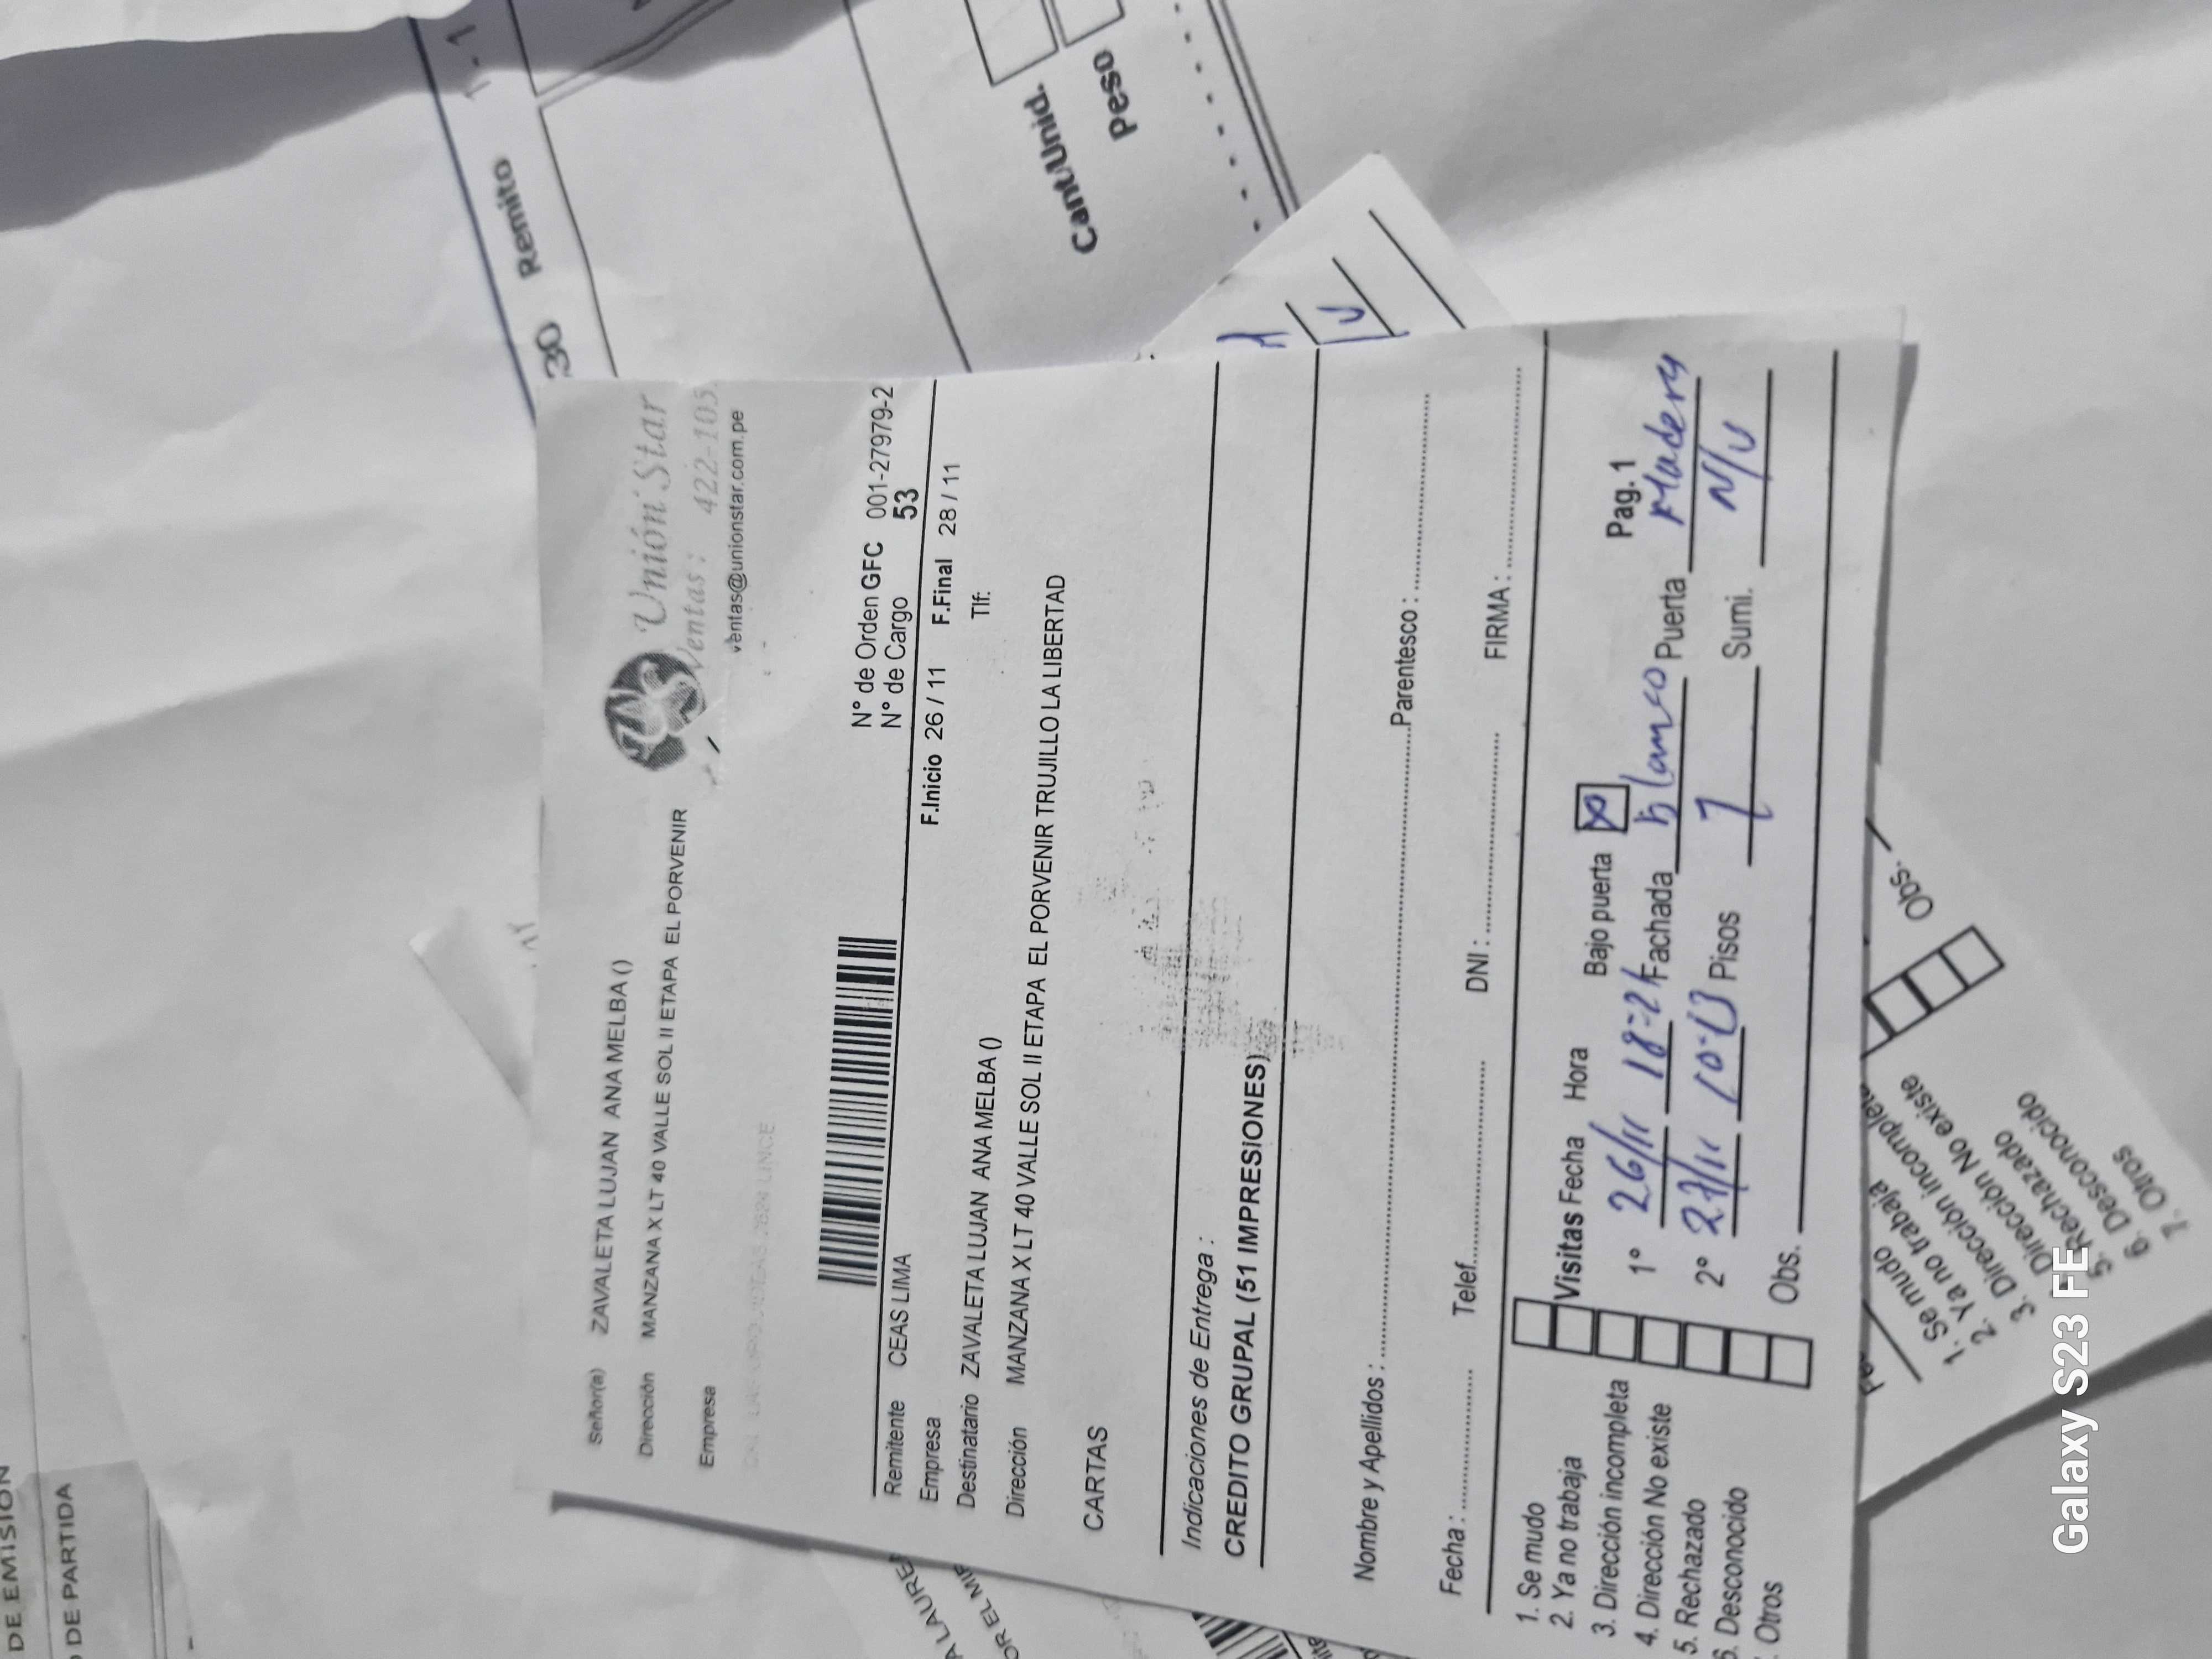 Señor(a) ZAVALETA LUJAN ANA MELBA ()
Dirección MANZANA X LT 40 VALLE SOL II ETAPA EL PORVENIR
Empresa
Unión Star
Ventas: 422-105
ventas@unionstar.com.pe
N° de Orden GFC 001-27979-2
N° de Cargo 53
Remitente CEAS LIMA
F.Inicio 26 / 11 F.Final 28 / 11
Empresa
Destinatario ZAVALETA LUJAN ANA MELBA () Tlf:
Dirección MANZANA X LT 40 VALLE SOL II ETAPA EL PORVENIR TRUJILLO LA LIBERTAD
CARTAS
Indicaciones de Entrega :
CREDITO GRUPAL (51 IMPRESIONES)
Nombre y Apellidos : Parentesco :
Fecha : Telef. DNI : FIRMA :
1. Se mudo
2. Ya no trabaja
3. Dirección incompleta
4. Dirección No existe
5. Rechazado
6. Desconocido
Otros
Visitas Fecha Hora Bajo puerta Pag. 1
1° 26/11 18-21 Fachada blanco Puerta Madera
2° 27/11 Pisos 1 Sumi. N/V
Obs.
30 Remito
Cant/Unid.
Peso
DE EMISIÓN
DE PARTIDA
1. Se mudo
2. Ya no trabaja
3. Dirección incompleta
Dirección No existe
5. Rechazado
6. Desconocido
7. Otros
Obs.
Galaxy S23 FE